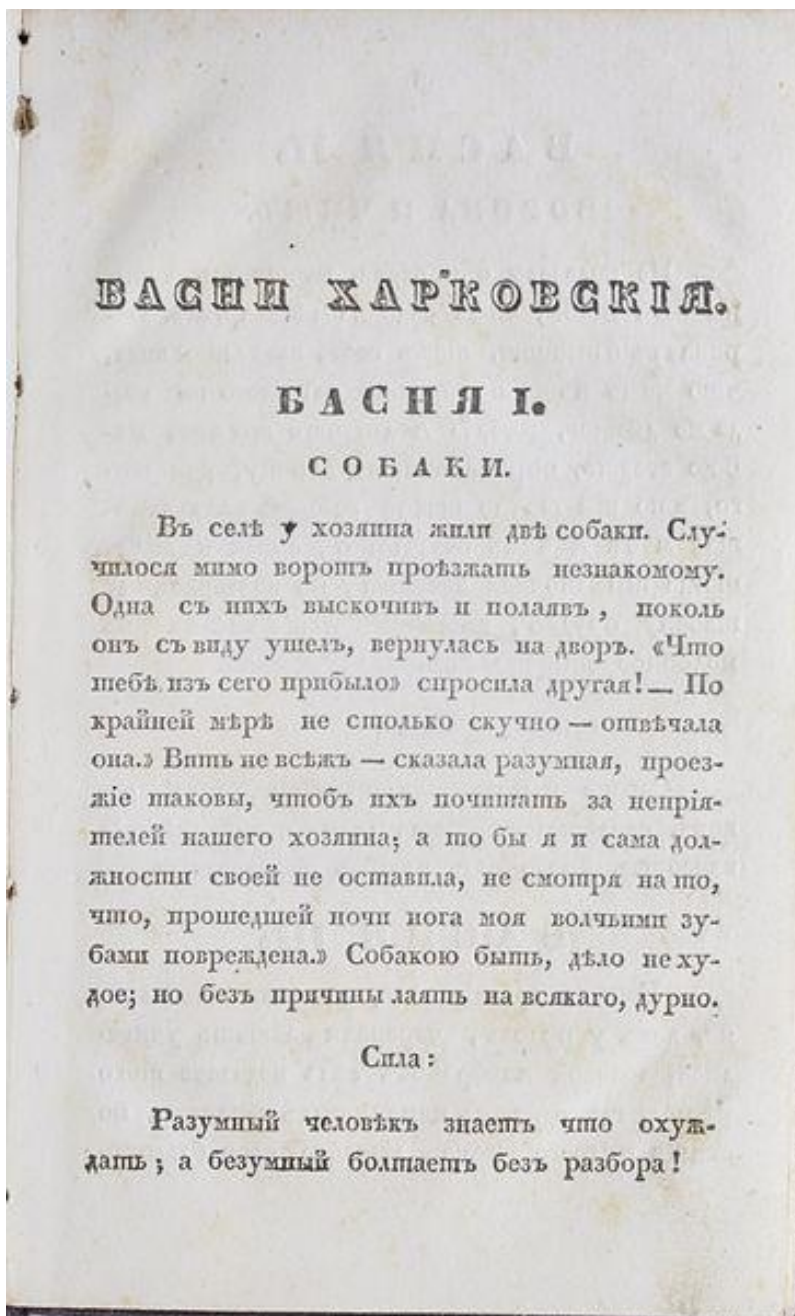 БАСНИ ХАРКОВСКІЯ.
БАСНЯ I.
СОБАКИ.
Въ селѣ у хозяина жили двѣ собаки. Слу-
чилося мимо воротъ проѣзжать незнакомому.
Одна съ нихъ выскочивъ и полаявъ , поколь
онъ съ виду ушелъ, вернулась на дворъ. «Что
тебѣ изъ сего прибыло» спросила другая! — По
крайней мѣрѣ не столько скучно — отвѣчала
она.» Вить не всѣжъ — сказала разумная, проез-
жіе таковы, чтобъ ихъ почитать за непрія-
телей нашего хозяина; а то бы я и сама дол-
жности своей не оставила, не смотря на то,
что, прошедшей ночи нога моя волчьими зу-
бами повреждена.» Собакою быть, дѣло не ху-
дое; но безъ причины лаять на всякаго, дурно.
Сила :
Разумный человѣкъ знаетъ что охуж-
дать ; а безумный болтаетъ безъ разбора !